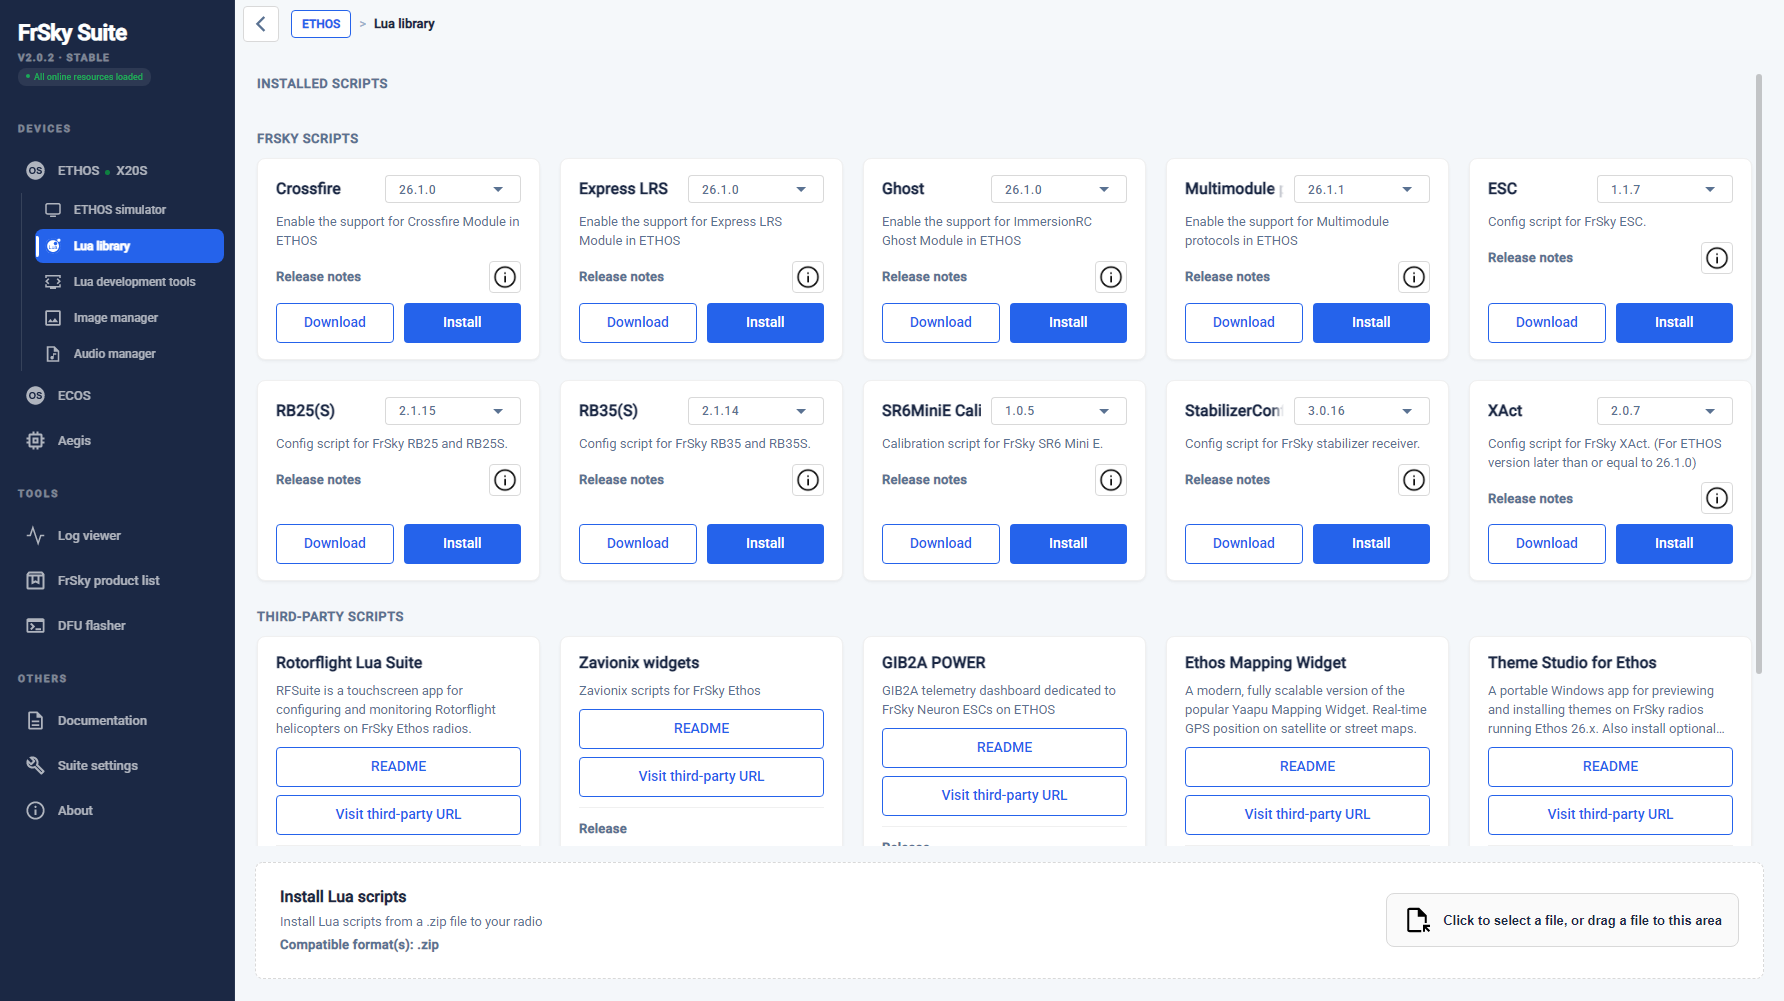 FrSky Suite
V2.0.2 · STABLE
• All online resources loaded
DEVICES
ETHOS • X20S
ETHOS simulator
Lua library
Lua development tools
Image manager
Audio manager
ECOS
Aegis
TOOLS
Log viewer
FrSky product list
DFU flasher
OTHERS
Documentation
Suite settings
About
ETHOS > Lua library
INSTALLED SCRIPTS
FRSKY SCRIPTS
Crossfire 26.1.0
Enable the support for Crossfire Module in
ETHOS
Release notes
Download Install
Express LRS 26.1.0
Enable the support for Express LRS
Module in ETHOS
Release notes
Download Install
Ghost 26.1.0
Enable the support for ImmersionRC
Ghost Module in ETHOS
Release notes
Download Install
Multimodule 26.1.1
Enable the support for Multimodule
protocols in ETHOS
Release notes
Download Install
ESC 1.1.7
Config script for FrSky ESC.
Release notes
Download Install
RB25(S) 2.1.15
Config script for FrSky RB25 and RB25S.
Release notes
Download Install
RB35(S) 2.1.14
Config script for FrSky RB35 and RB35S.
Release notes
Download Install
SR6MiniE Cali 1.0.5
Calibration script for FrSky SR6 Mini E.
Release notes
Download Install
StabilizerCon 3.0.16
Config script for FrSky stabilizer receiver.
Release notes
Download Install
XAct 2.0.7
Config script for FrSky XAct. (For ETHOS
version later than or equal to 26.1.0)
Release notes
Download Install
THIRD-PARTY SCRIPTS
Rotorflight Lua Suite
RFSuite is a touchscreen app for
configuring and monitoring Rotorflight
helicopters on FrSky Ethos radios.
README
Visit third-party URL
Zavionix widgets
Zavionix scripts for FrSky Ethos
README
Visit third-party URL
Release
GIB2A POWER
GIB2A telemetry dashboard dedicated to
FrSky Neuron ESCs on ETHOS
README
Visit third-party URL
Release
Ethos Mapping Widget
A modern, fully scalable version of the
popular Yaapu Mapping Widget. Real-time
GPS position on satellite or street maps.
README
Visit third-party URL
Theme Studio for Ethos
A portable Windows app for previewing
and installing themes on FrSky radios
running Ethos 26.x. Also install optional...
README
Visit third-party URL
Install Lua scripts
Install Lua scripts from a .zip file to your radio
Compatible format(s): .zip
Click to select a file, or drag a file to this area